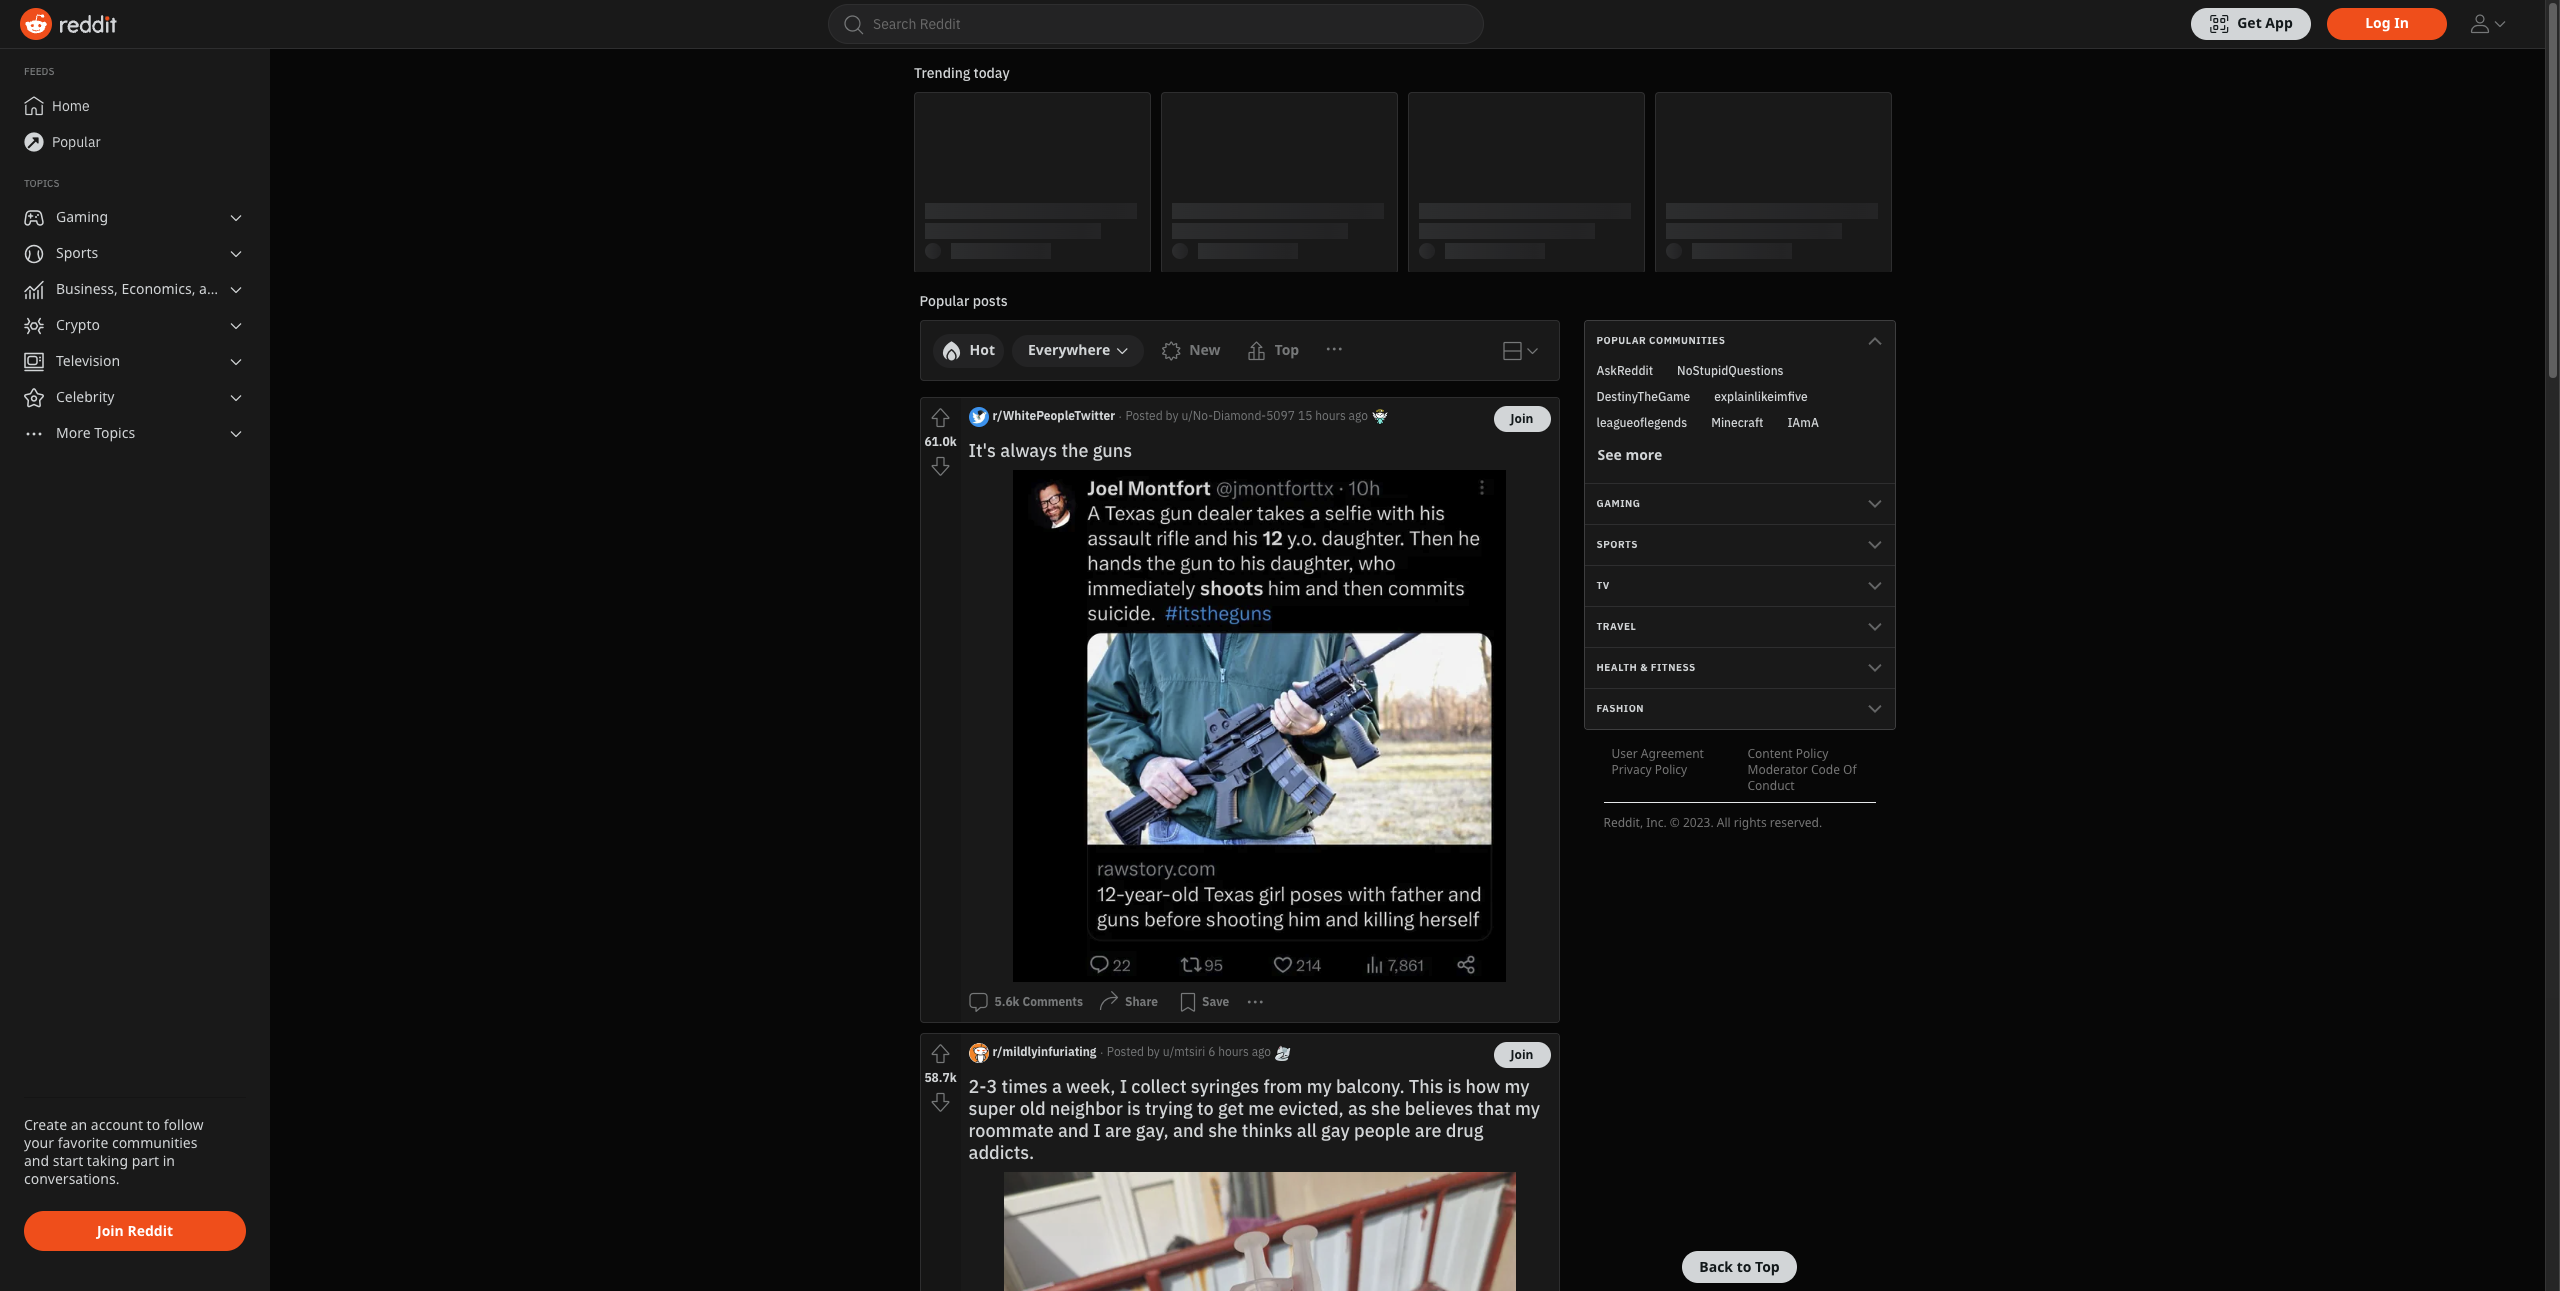 reddit
Search Reddit
Get App
Log In
FEEDS
Home
Popular
TOPICS
Gaming
Sports
Business, Economics, a...
Crypto
Television
Celebrity
More Topics
Create an account to follow
your favorite communities
and start taking part in
conversations.
Join Reddit
Trending today
Popular posts
Hot
Everywhere
New
Top
61.0k
r/WhitePeopleTwitter · Posted by u/No-Diamond-5097 15 hours ago
Join
It's always the guns
Joel Montfort @jmontforttx · 10h
A Texas gun dealer takes a selfie with his
assault rifle and his 12 y.o. daughter. Then he
hands the gun to his daughter, who
immediately shoots him and then commits
suicide. #itstheguns
rawstory.com
12-year-old Texas girl poses with father and
guns before shooting him and killing herself
22 95 214 7,861
5.6k Comments Share Save
58.7k
r/mildlyinfuriating · Posted by u/mtsiri 6 hours ago
Join
2-3 times a week, I collect syringes from my balcony. This is how my
super old neighbor is trying to get me evicted, as she believes that my
roommate and I are gay, and she thinks all gay people are drug
addicts.
POPULAR COMMUNITIES
AskReddit NoStupidQuestions
DestinyTheGame explainlikeimfive
leagueoflegends Minecraft IAmA
See more
GAMING
SPORTS
TV
TRAVEL
HEALTH & FITNESS
FASHION
User Agreement
Privacy Policy
Content Policy
Moderator Code Of
Conduct
Reddit, Inc. © 2023. All rights reserved.
Back to Top